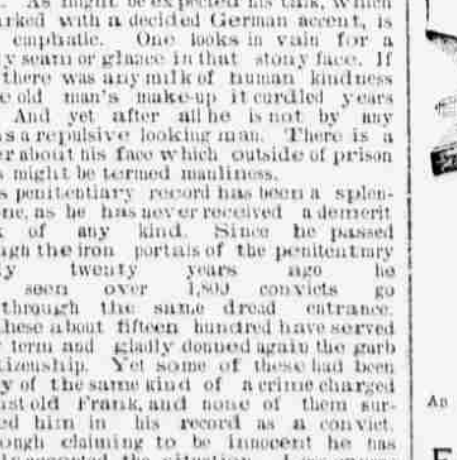 As might be expected his talk, which
rked with a decided German accent, is
emphatic. One looks in vain for a
y seam or glance in that stony face. If
there was any milk of human kindness
e old man's make-up it curdled years
And yet after all he is not by any
s a repulsive looking man. There is a
er about his face which outside of prison
s might be termed manliness.
s penitentiary record has been a splen-
ne, as he has never received a demerit
of any kind. Since he passed
ugh the iron portals of the penitentiary
ly twenty years ago he
seen over 1,800 convicts go
through the same dread entrance.
hese about fifteen hundred have served
term and gladly donned again the garb
tizenship. Yet some of these had been
y of the same kind of a crime charged
nst old Frank, and none of them sur-
ed him in his record as a convict.
ough claiming to be innocent he has
accepted the situation.
An
F